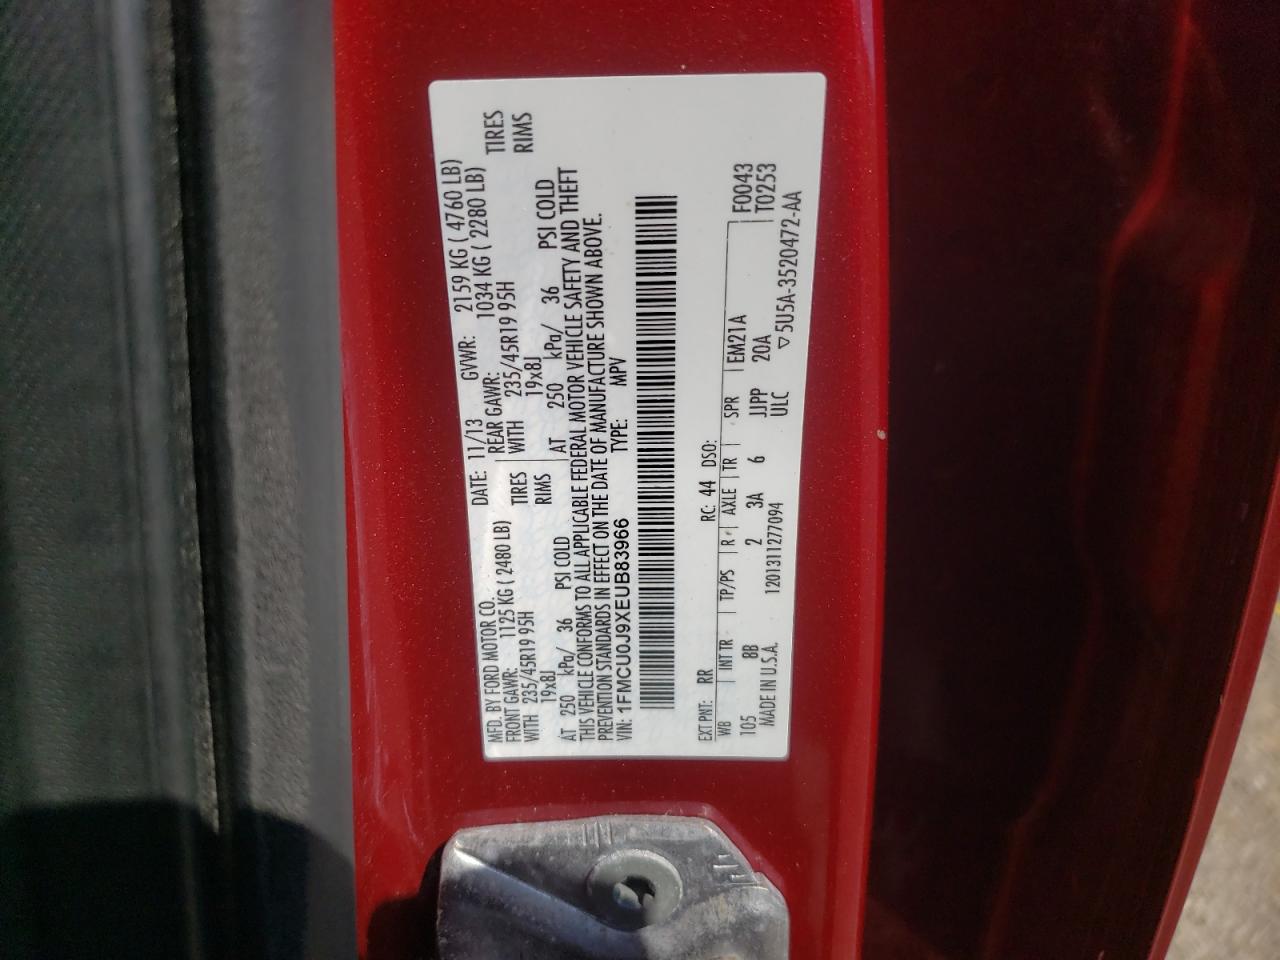 MFD. BY FORD MOTOR CO. DATE: 11/13 GVWR: 2159 KG ( 4760 LB)
FRONT GAWR: 1125 KG ( 2480 LB) REAR GAWR: 1034 KG ( 2280 LB)
WITH 235/45R19 95H TIRES WITH 235/45R19 95H TIRES
19x8J RIMS 19x8J RIMS
AT 250 kPa/ 36 PSI COLD AT 250 kPa/ 36 PSI COLD
THIS VEHICLE CONFORMS TO ALL APPLICABLE FEDERAL MOTOR VEHICLE SAFETY AND THEFT
PREVENTION STANDARDS IN EFFECT ON THE DATE OF MANUFACTURE SHOWN ABOVE.
VIN: 1FMCU0J9XEUB83966 TYPE: MPV
EXT PNT: RR RC: 44 DSO: F0043
WB INT TR TP/PS R AXLE TR SPR EM21A T0253
105 8B 2 3A 6 JJPP 20A
MADE IN U.S.A. 1201311277094 ULC ▽5U5A-3520472-AA